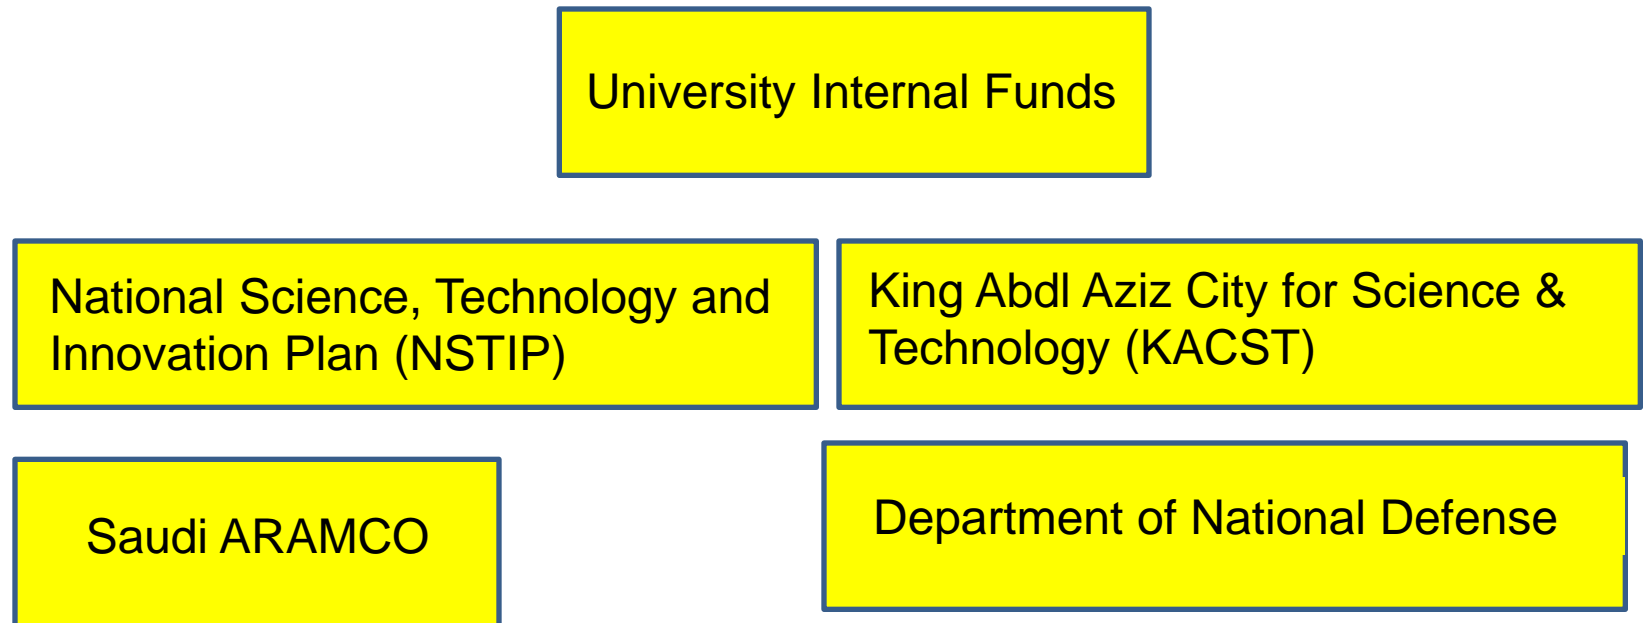 University Internal Funds
National Science, Technology and
Innovation Plan (NSTIP)
King Abdl Aziz City for Science &
Technology (KACST)
Saudi ARAMCO
Department of National Defense